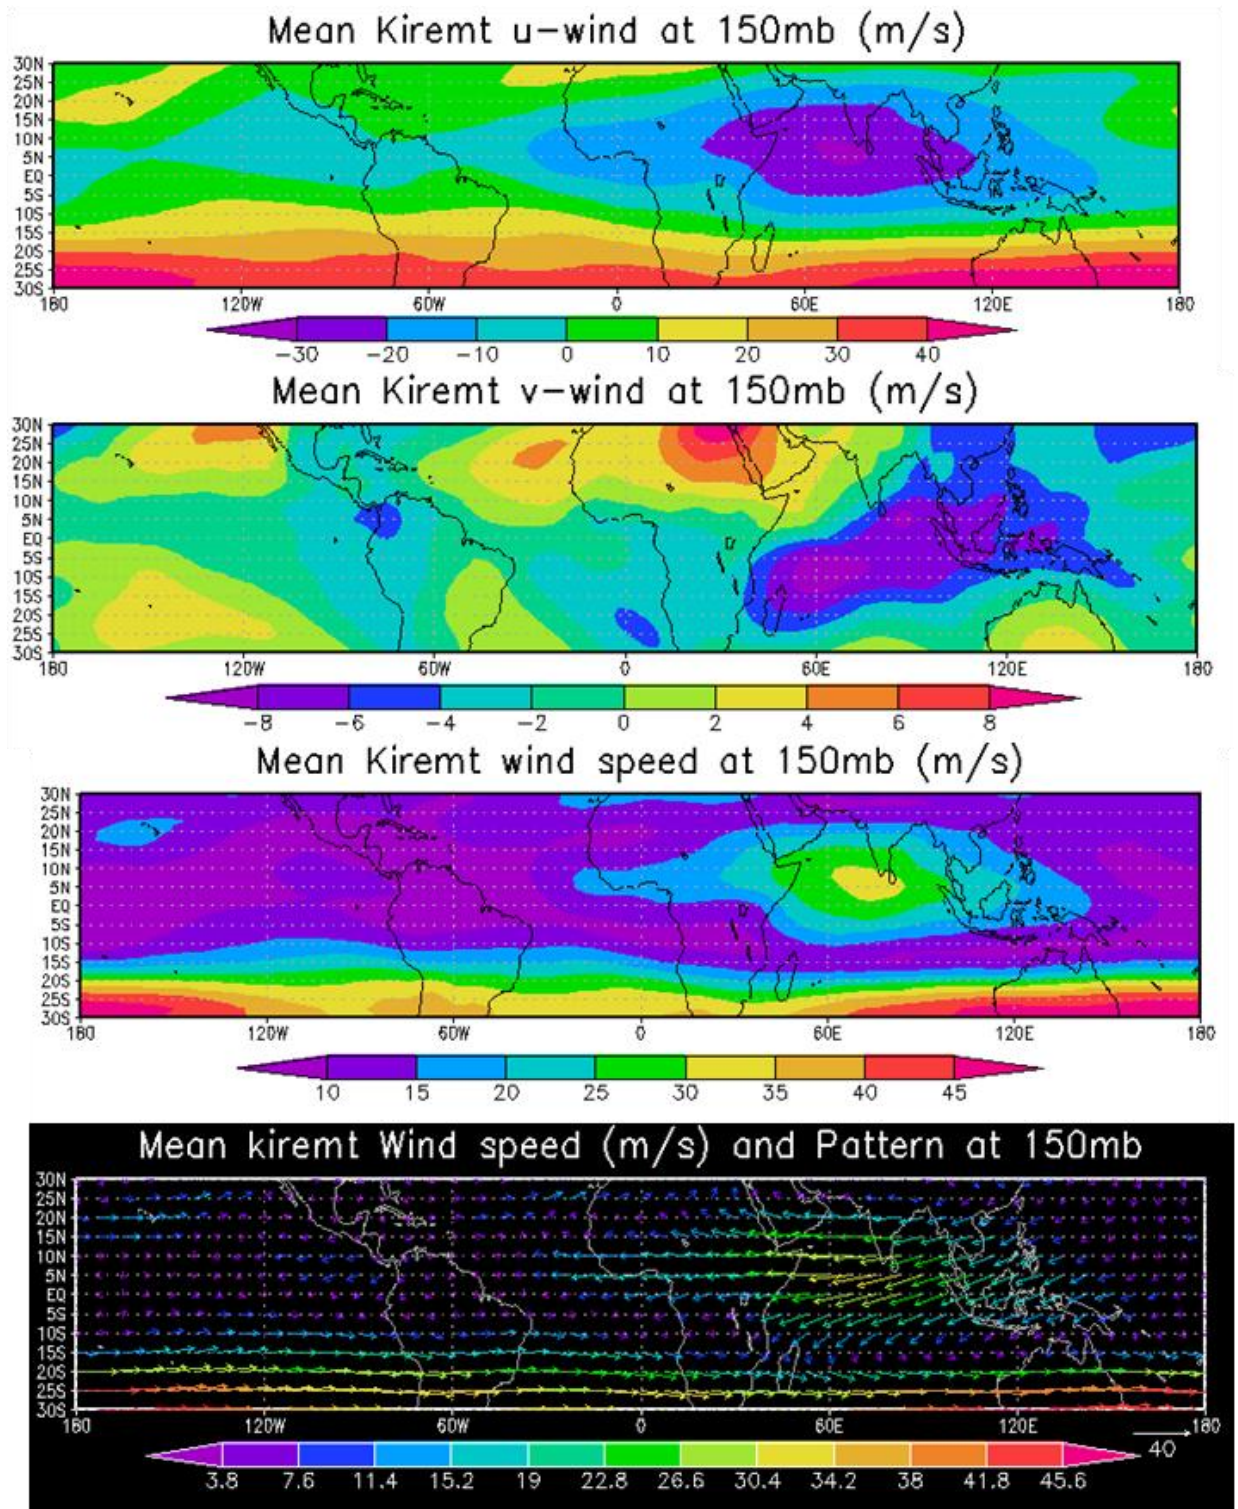 Mean Kiremt u-wind at 150mb (m/s)
30N
25N
20N
15N
10N
5N
EQ
5S
10S
15S
20S
25S
30S
180 120W 60W 0 60E 120E 180
-30 -20 -10 0 10 20 30 40
Mean Kiremt v-wind at 150mb (m/s)
30N
25N
20N
15N
10N
5N
EQ
5S
10S
15S
20S
25S
30S
180 120W 60W 0 60E 120E 180
-8 -6 -4 -2 0 2 4 6 8
Mean Kiremt wind speed at 150mb (m/s)
30N
25N
20N
15N
10N
5N
EQ
5S
10S
15S
20S
25S
30S
180 120W 60W 0 60E 120E 180
10 15 20 25 30 35 40 45
Mean kiremt Wind speed (m/s) and Pattern at 150mb
30N
25N
20N
15N
10N
5N
EQ
5S
10S
15S
20S
25S
30S
180 120W 60W 0 60E 120E 180
40
3.8 7.6 11.4 15.2 19 22.8 26.6 30.4 34.2 38 41.8 45.6